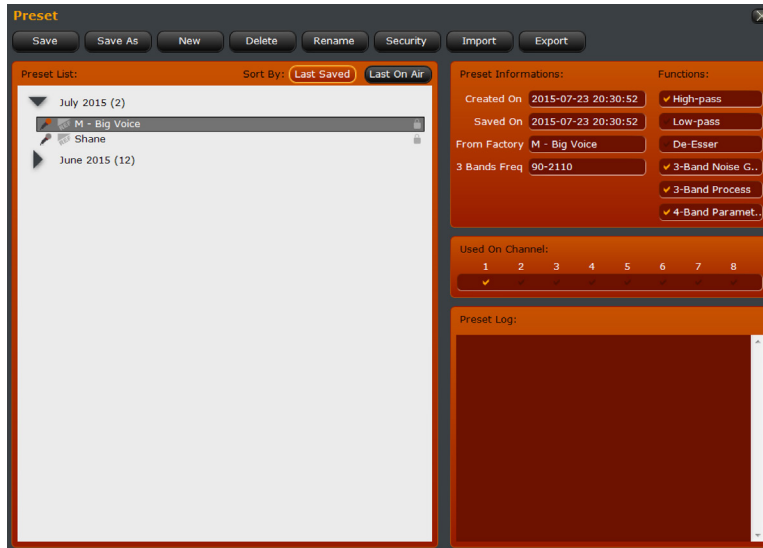 Preset
Save Save As New Delete Rename Security Import Export
Preset List: Sort By: Last Saved Last On Air
July 2015 (2)
M - Big Voice
Shane
June 2015 (12)
Preset Informations:
Created On 2015-07-23 20:30:52
Saved On 2015-07-23 20:30:52
From Factory M - Big Voice
3 Bands Freq 90-2110
Functions:
High-pass
Low-pass
De-Esser
3-Band Noise G..
3-Band Process
4-Band Paramet..
Used On Channel:
1 2 3 4 5 6 7 8
Preset Log: